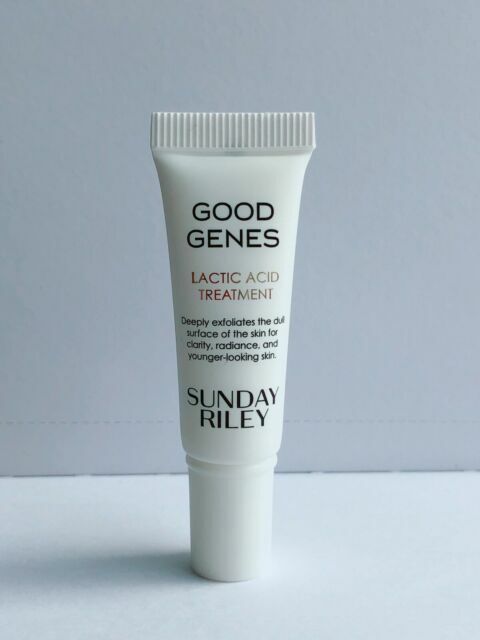 GOOD
GENES
LACTIC ACID
TREATMENT
Deeply exfoliates the dull
surface of the skin for
clarity, radiance, and
younger-looking skin.
SUNDAY
RILEY